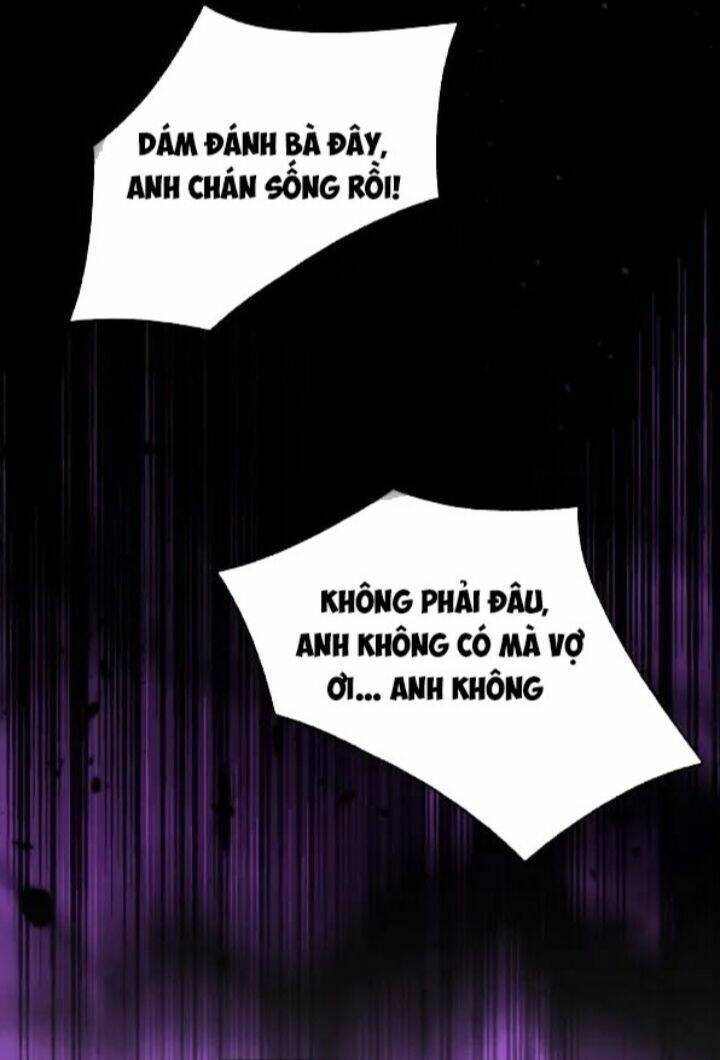 DÁM ĐÁNH BÀ ĐÂY,
ANH CHÁN SỐNG RỒI!
KHÔNG PHẢI ĐÂU,
ANH KHÔNG CÓ MÀ VỢ
ƠI... ANH KHÔNG